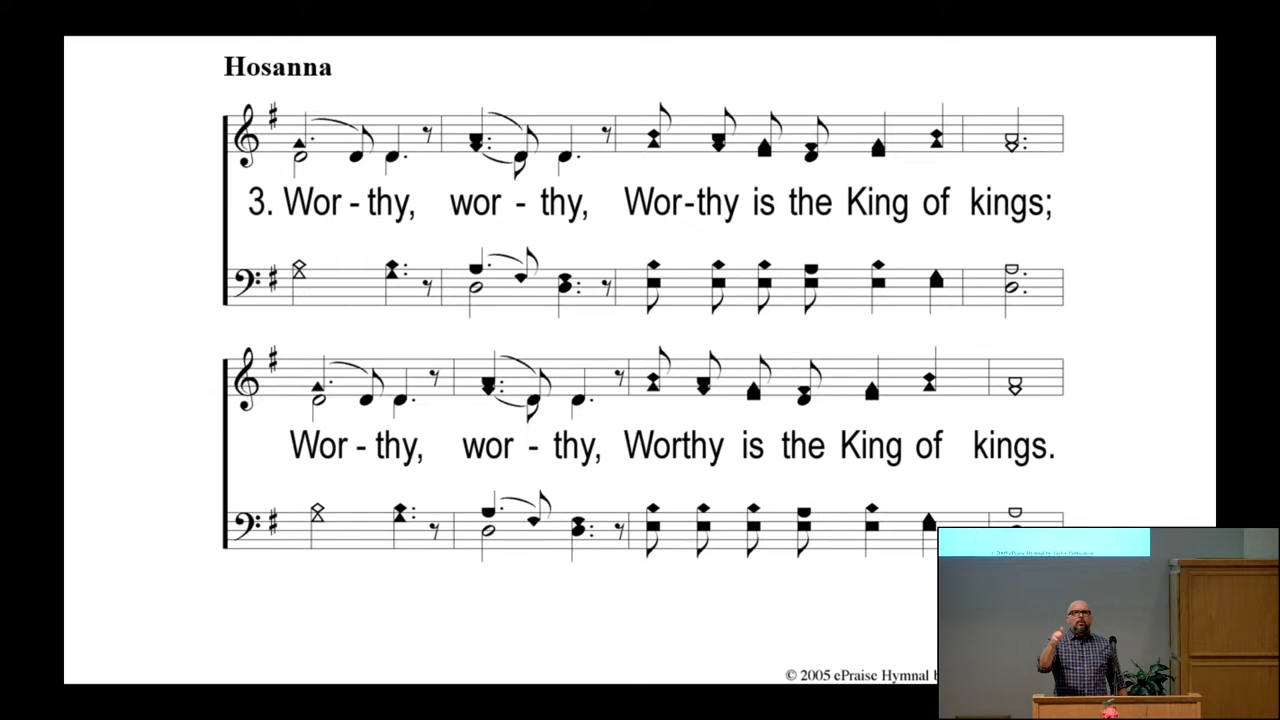 Hosanna
3. Wor - thy, wor - thy, Wor-thy is the King of kings;
Wor - thy, wor - thy, Worthy is the King of kings.
© 2005 ePraise Hymnal